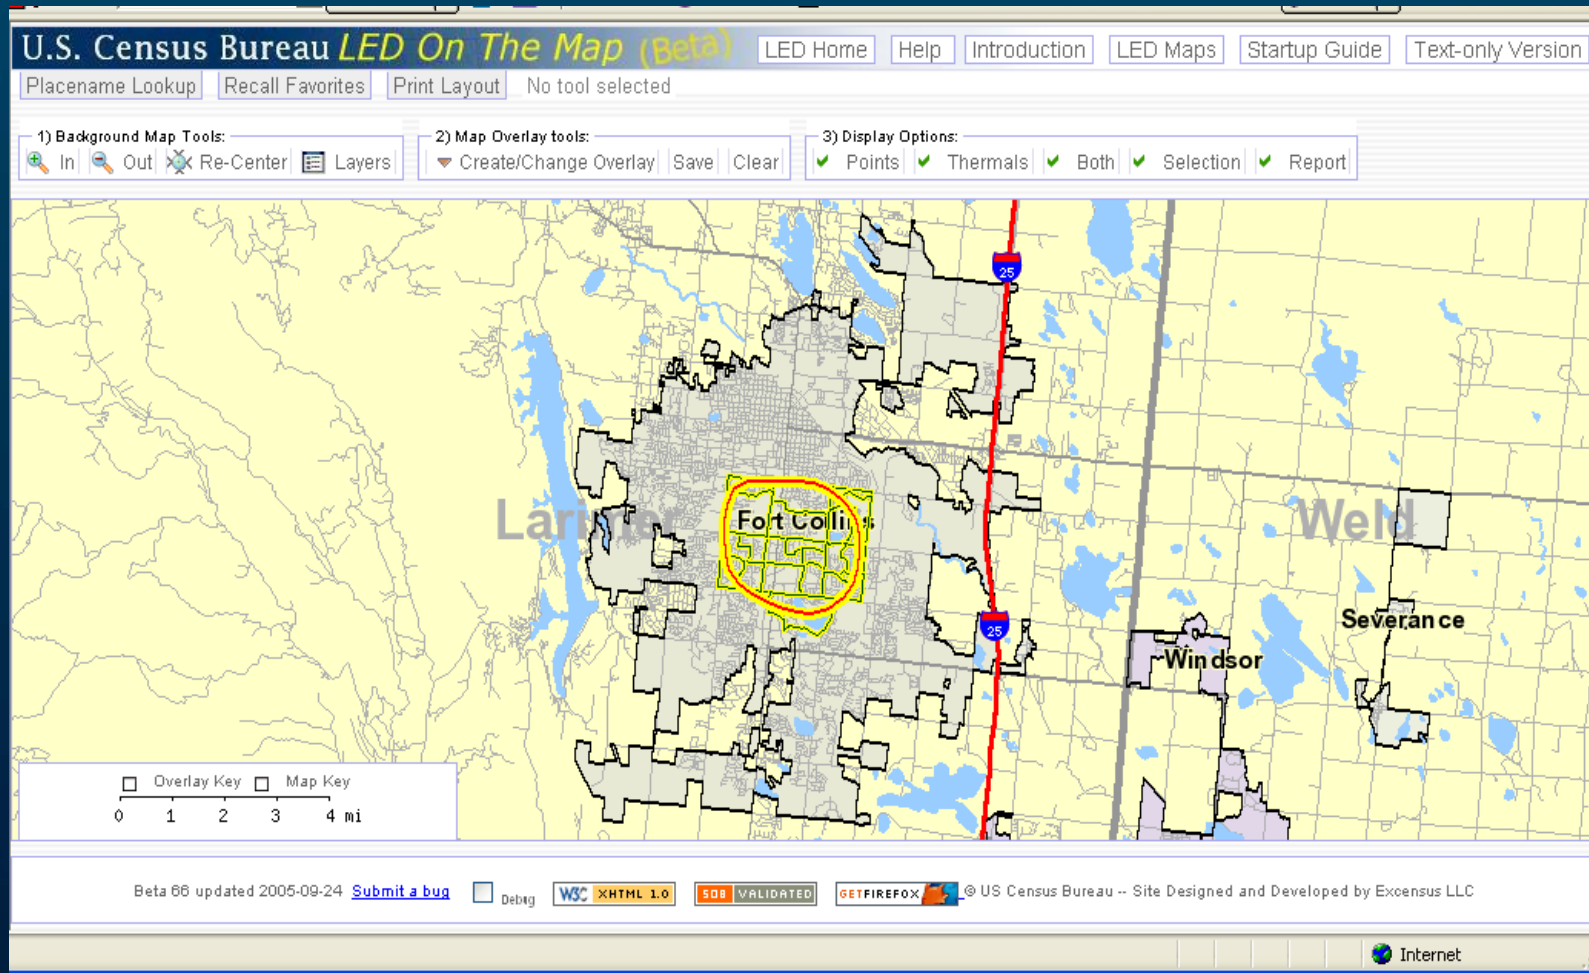 U.S. Census Bureau LED On The Map (Beta) LED Home Help Introduction LED Maps Startup Guide Text-only Version
Placename Lookup Recall Favorites Print Layout No tool selected
1) Background Map Tools: 2) Map Overlay tools: 3) Display Options:
In Out Re-Center Layers Create/Change Overlay Save Clear Points Thermals Both Selection Report
25
Larimer Fort Collins Weld
25
Severance
Windsor
Overlay Key Map Key
0 1 2 3 4 mi
Beta 66 updated 2005-09-24 Submit a bug Debug W3C XHTML 1.0 508 VALIDATED GETFIREFOX © US Census Bureau -- Site Designed and Developed by Excensus LLC
Internet